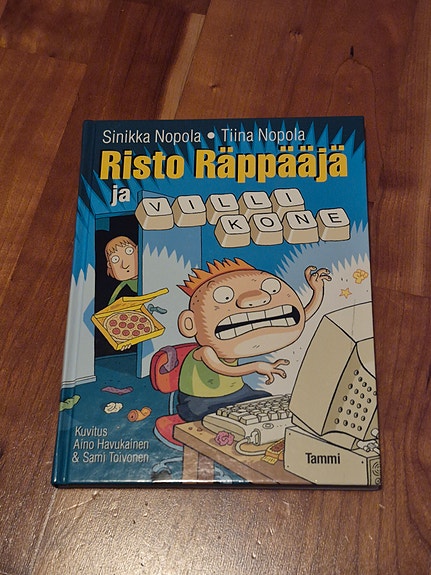 Sinikka Nopola • Tiina Nopola
Risto Räppääjä
ja VILLI
KONE
Kuvitus
Aino Havukainen
& Sami Toivonen
Tammi